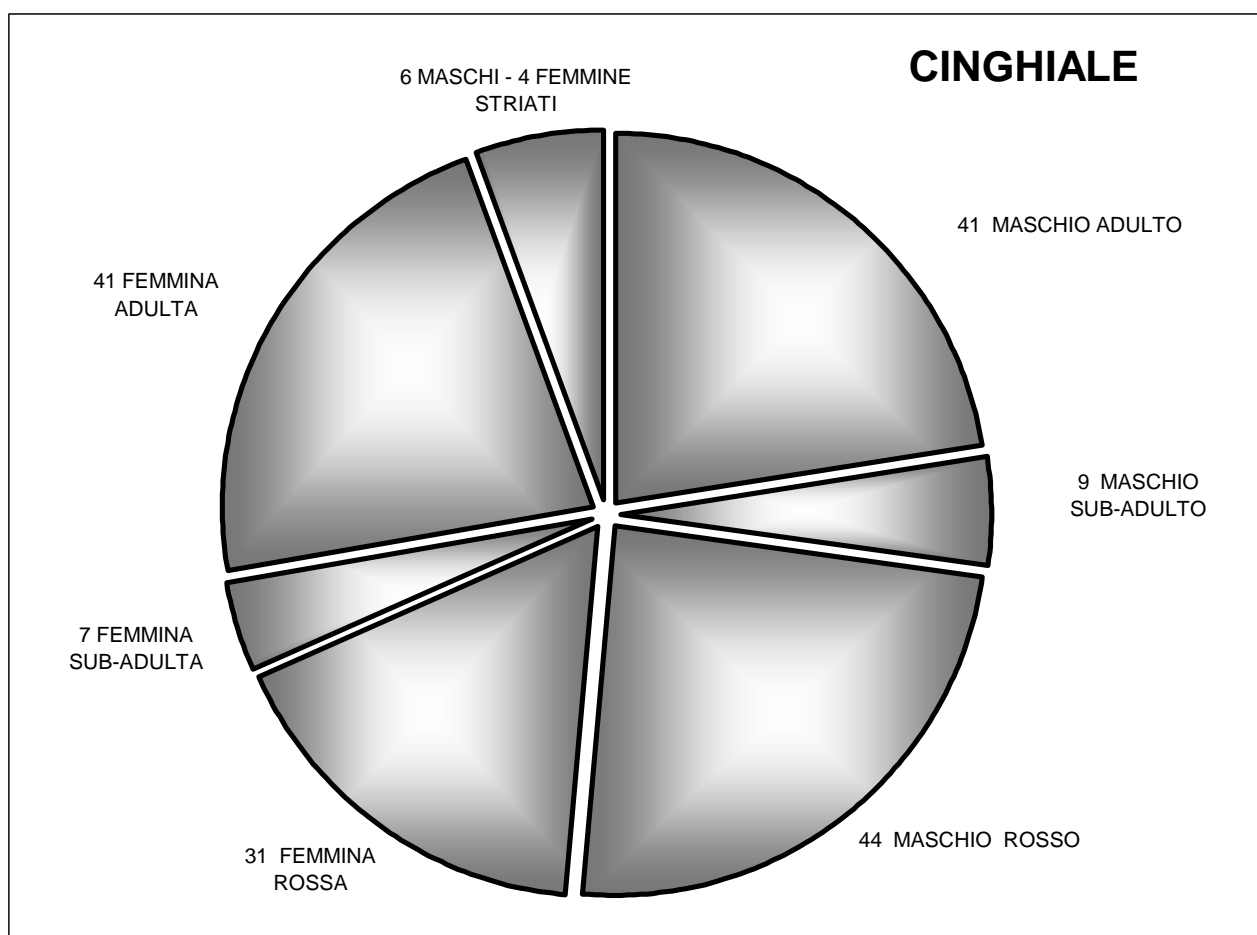 CINGHIALE
6 MASCHI - 4 FEMMINE
STRIATI
41 MASCHIO ADULTO
41 FEMMINA
ADULTA
9 MASCHIO
SUB-ADULTO
7 FEMMINA
SUB-ADULTA
44 MASCHIO ROSSO
31 FEMMINA
ROSSA